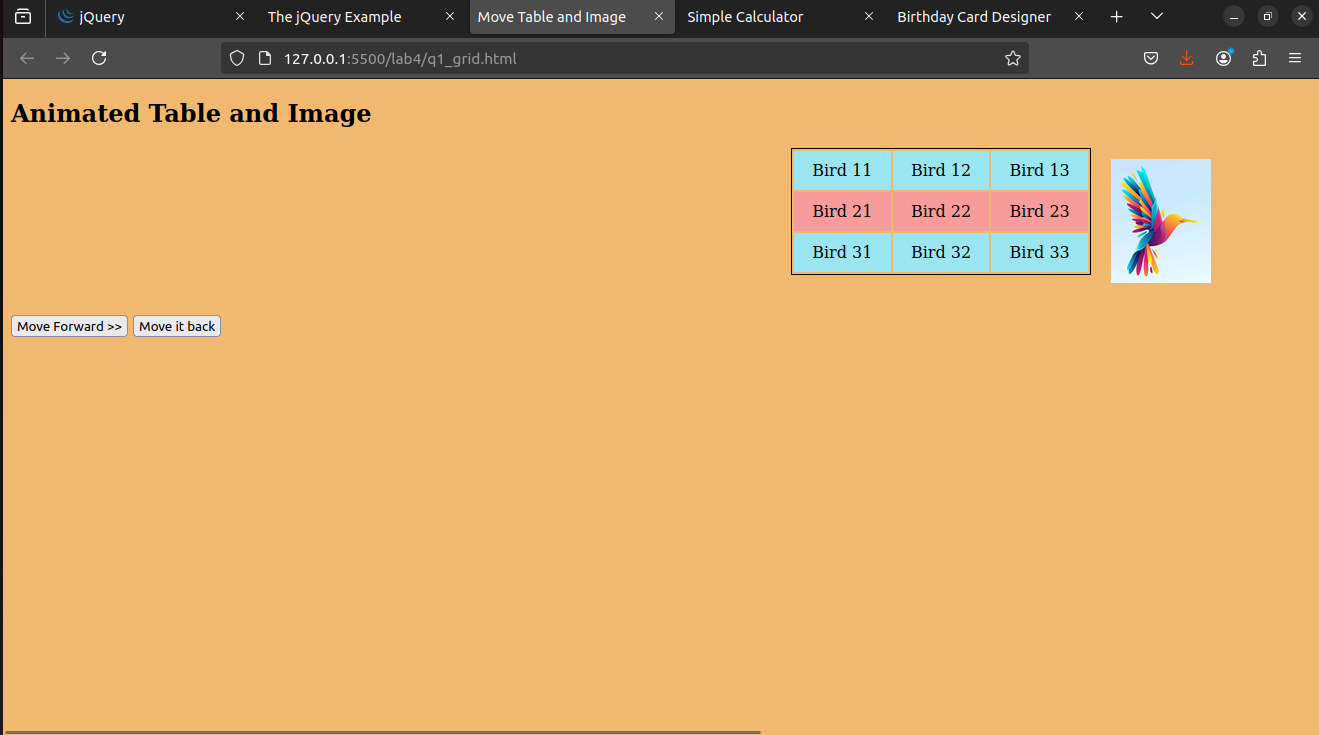 jQuery
The jQuery Example
Move Table and Image
Simple Calculator
Birthday Card Designer
127.0.0.1:5500/lab4/q1_grid.html
Animated Table and Image
Bird 11 Bird 12 Bird 13
Bird 21 Bird 22 Bird 23
Bird 31 Bird 32 Bird 33
Move Forward >> Move it back